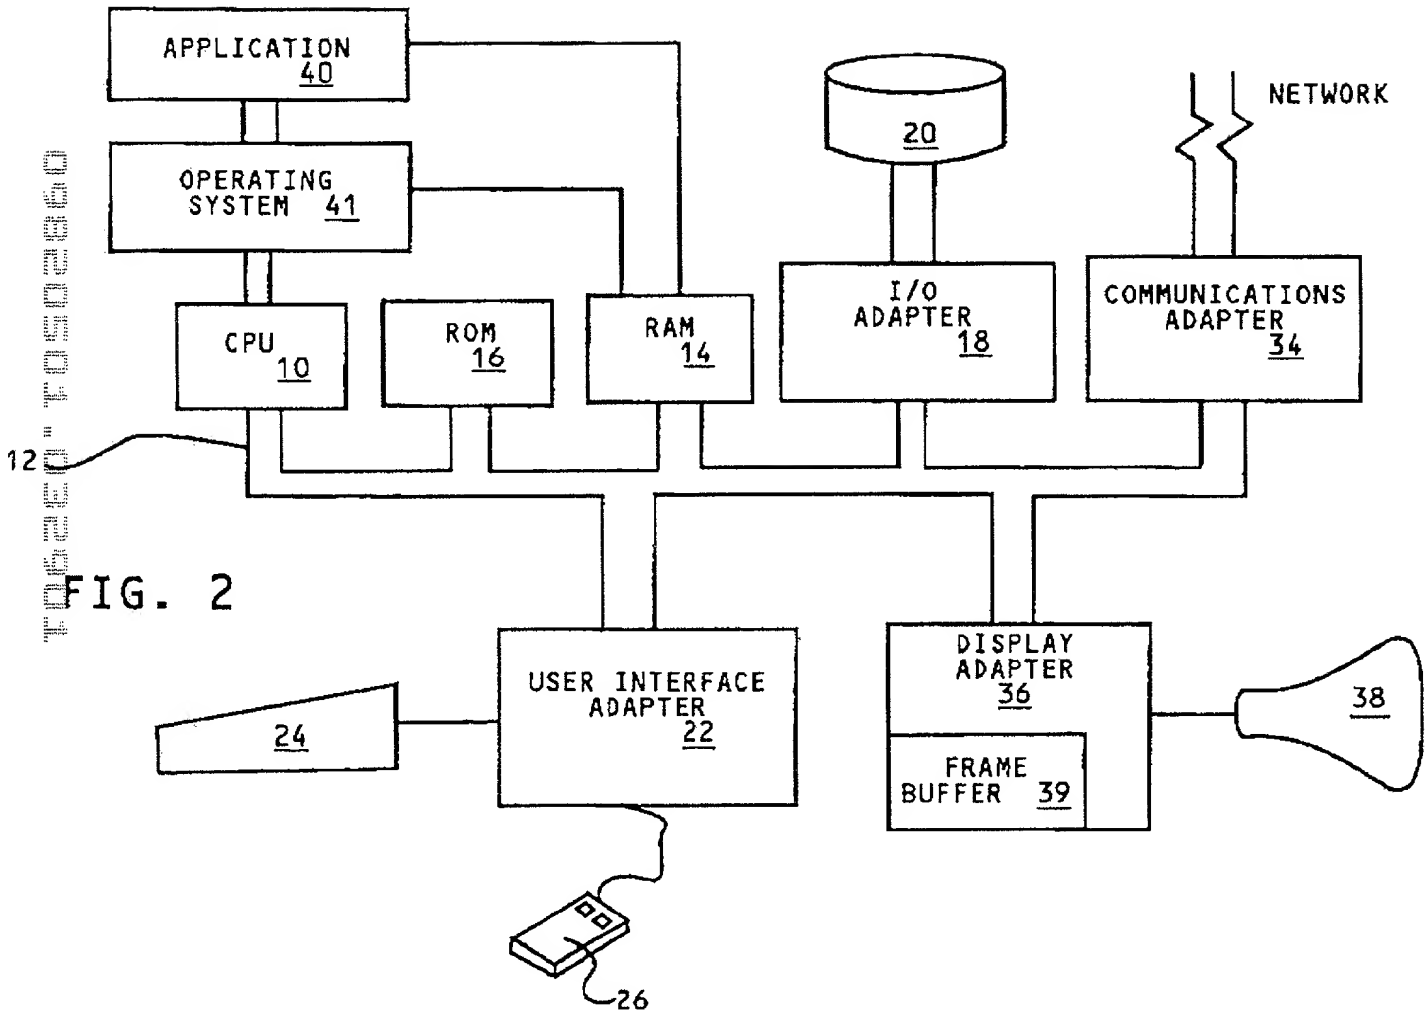 APPLICATION
40
OPERATING
SYSTEM 41
CPU
10
ROM
16
RAM
14
20
I/O
ADAPTER
18
NETWORK
COMMUNICATIONS
ADAPTER
34
12
FIG. 2
24
USER INTERFACE
ADAPTER
22
26
DISPLAY
ADAPTER
36
FRAME
BUFFER 39
38